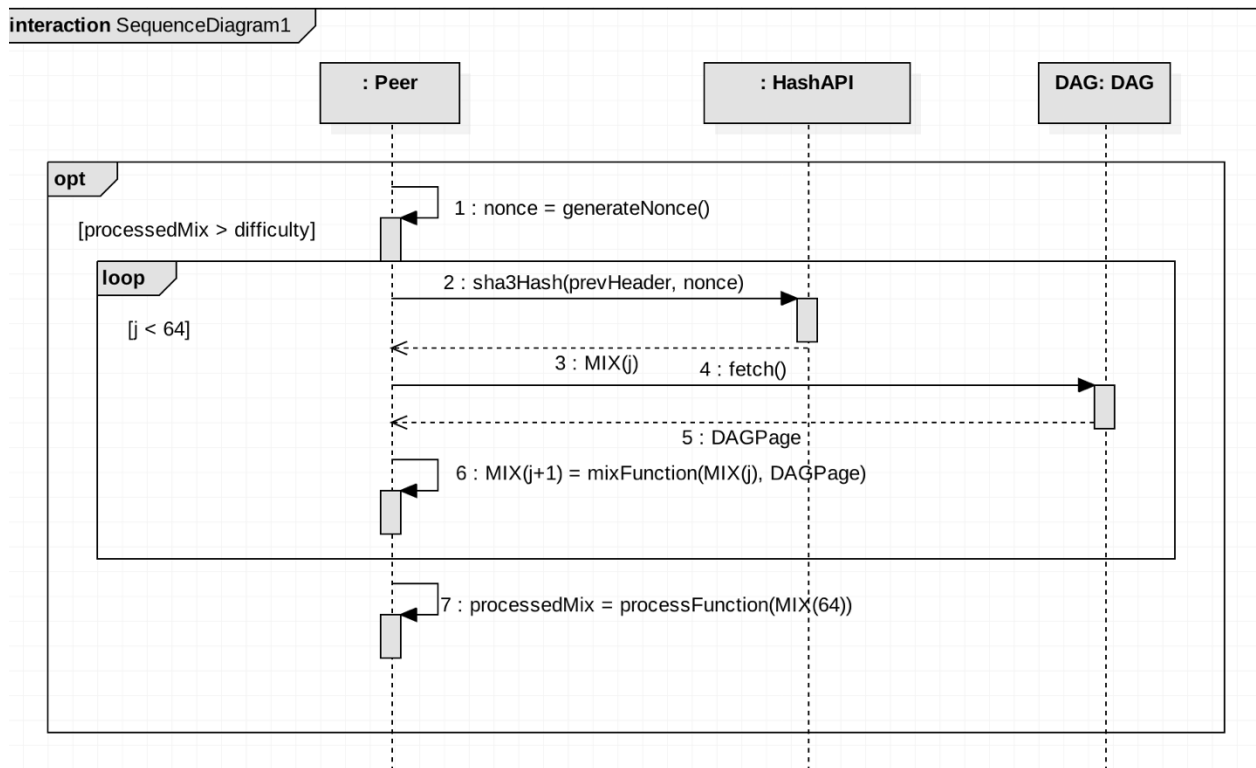 interaction SequenceDiagram1
: Peer
: HashAPI
DAG: DAG
opt
1 : nonce = generateNonce()
[processedMix > difficulty]
loop
2 : sha3Hash(prevHeader, nonce)
[j < 64]
3 : MIX(j)
4 : fetch()
5 : DAGPage
6 : MIX(j+1) = mixFunction(MIX(j), DAGPage)
7 : processedMix = processFunction(MIX(64))